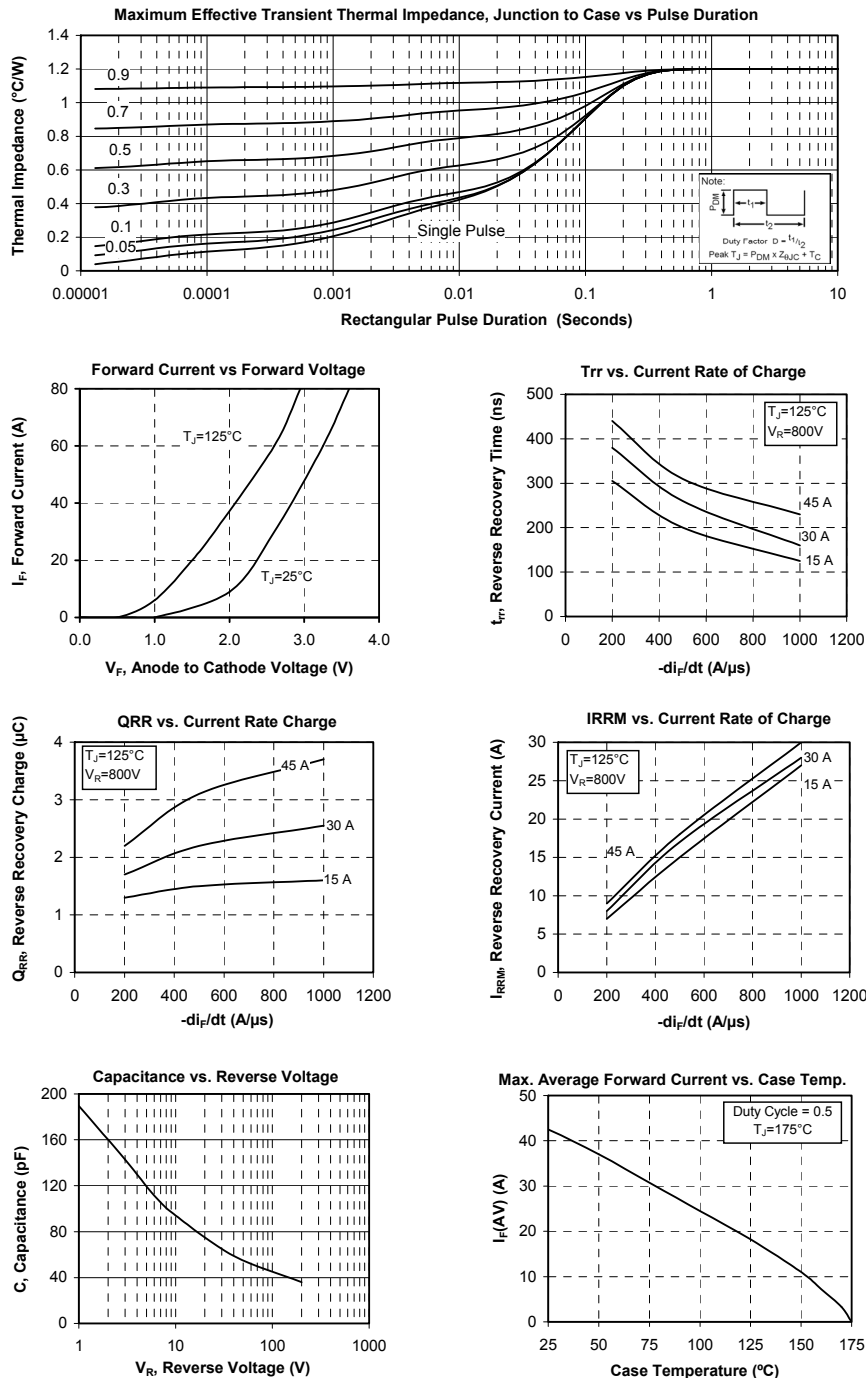 Maximum Effective Transient Thermal Impedance, Junction to Case vs Pulse Duration
Thermal Impedance (°C/W)
1.4
1.2
1
0.8
0.6
0.4
0.2
0
0.9
0.7
0.5
0.3
0.1
0.05
Single Pulse
Note:
PDM
t1
t2
Duty Factor D = t1/t2
Peak TJ = PDM x ZθJC + TC
0.00001 0.0001 0.001 0.01 0.1 1 10
Rectangular Pulse Duration (Seconds)
Forward Current vs Forward Voltage
IF, Forward Current (A)
80
60
40
20
0
TJ=125°C
TJ=25°C
0.0 1.0 2.0 3.0 4.0
VF, Anode to Cathode Voltage (V)
Trr vs. Current Rate of Charge
trr, Reverse Recovery Time (ns)
500
400
300
200
100
0
TJ=125°C
VR=800V
45 A
30 A
15 A
0 200 400 600 800 1000 1200
-diF/dt (A/µs)
QRR vs. Current Rate Charge
QRR, Reverse Recovery Charge (µC)
4
3
2
1
0
TJ=125°C
VR=800V
45 A
30 A
15 A
0 200 400 600 800 1000 1200
-diF/dt (A/µs)
IRRM vs. Current Rate of Charge
IRRM, Reverse Recovery Current (A)
30
25
20
15
10
5
0
TJ=125°C
VR=800V
30 A
15 A
45 A
0 200 400 600 800 1000 1200
-diF/dt (A/µs)
Capacitance vs. Reverse Voltage
C, Capacitance (pF)
200
160
120
80
40
0
1 10 100 1000
VR, Reverse Voltage (V)
Max. Average Forward Current vs. Case Temp.
IF(AV) (A)
50
40
30
20
10
0
Duty Cycle = 0.5
TJ=175°C
25 50 75 100 125 150 175
Case Temperature (ºC)